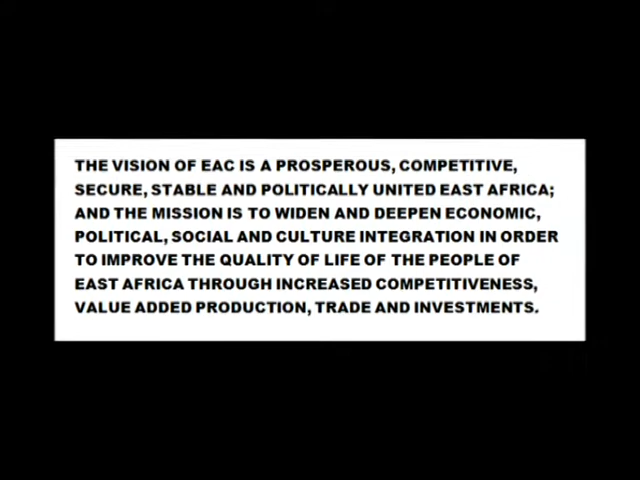 THE VISION OF EAC IS A PROSPEROUS, COMPETITIVE,
SECURE, STABLE AND POLITICALLY UNITED EAST AFRICA;
AND THE MISSION IS TO WIDEN AND DEEPEN ECONOMIC,
POLITICAL, SOCIAL AND CULTURE INTEGRATION IN ORDER
TO IMPROVE THE QUALITY OF LIFE OF THE PEOPLE OF
EAST AFRICA THROUGH INCREASED COMPETITIVENESS,
VALUE ADDED PRODUCTION, TRADE AND INVESTMENTS.